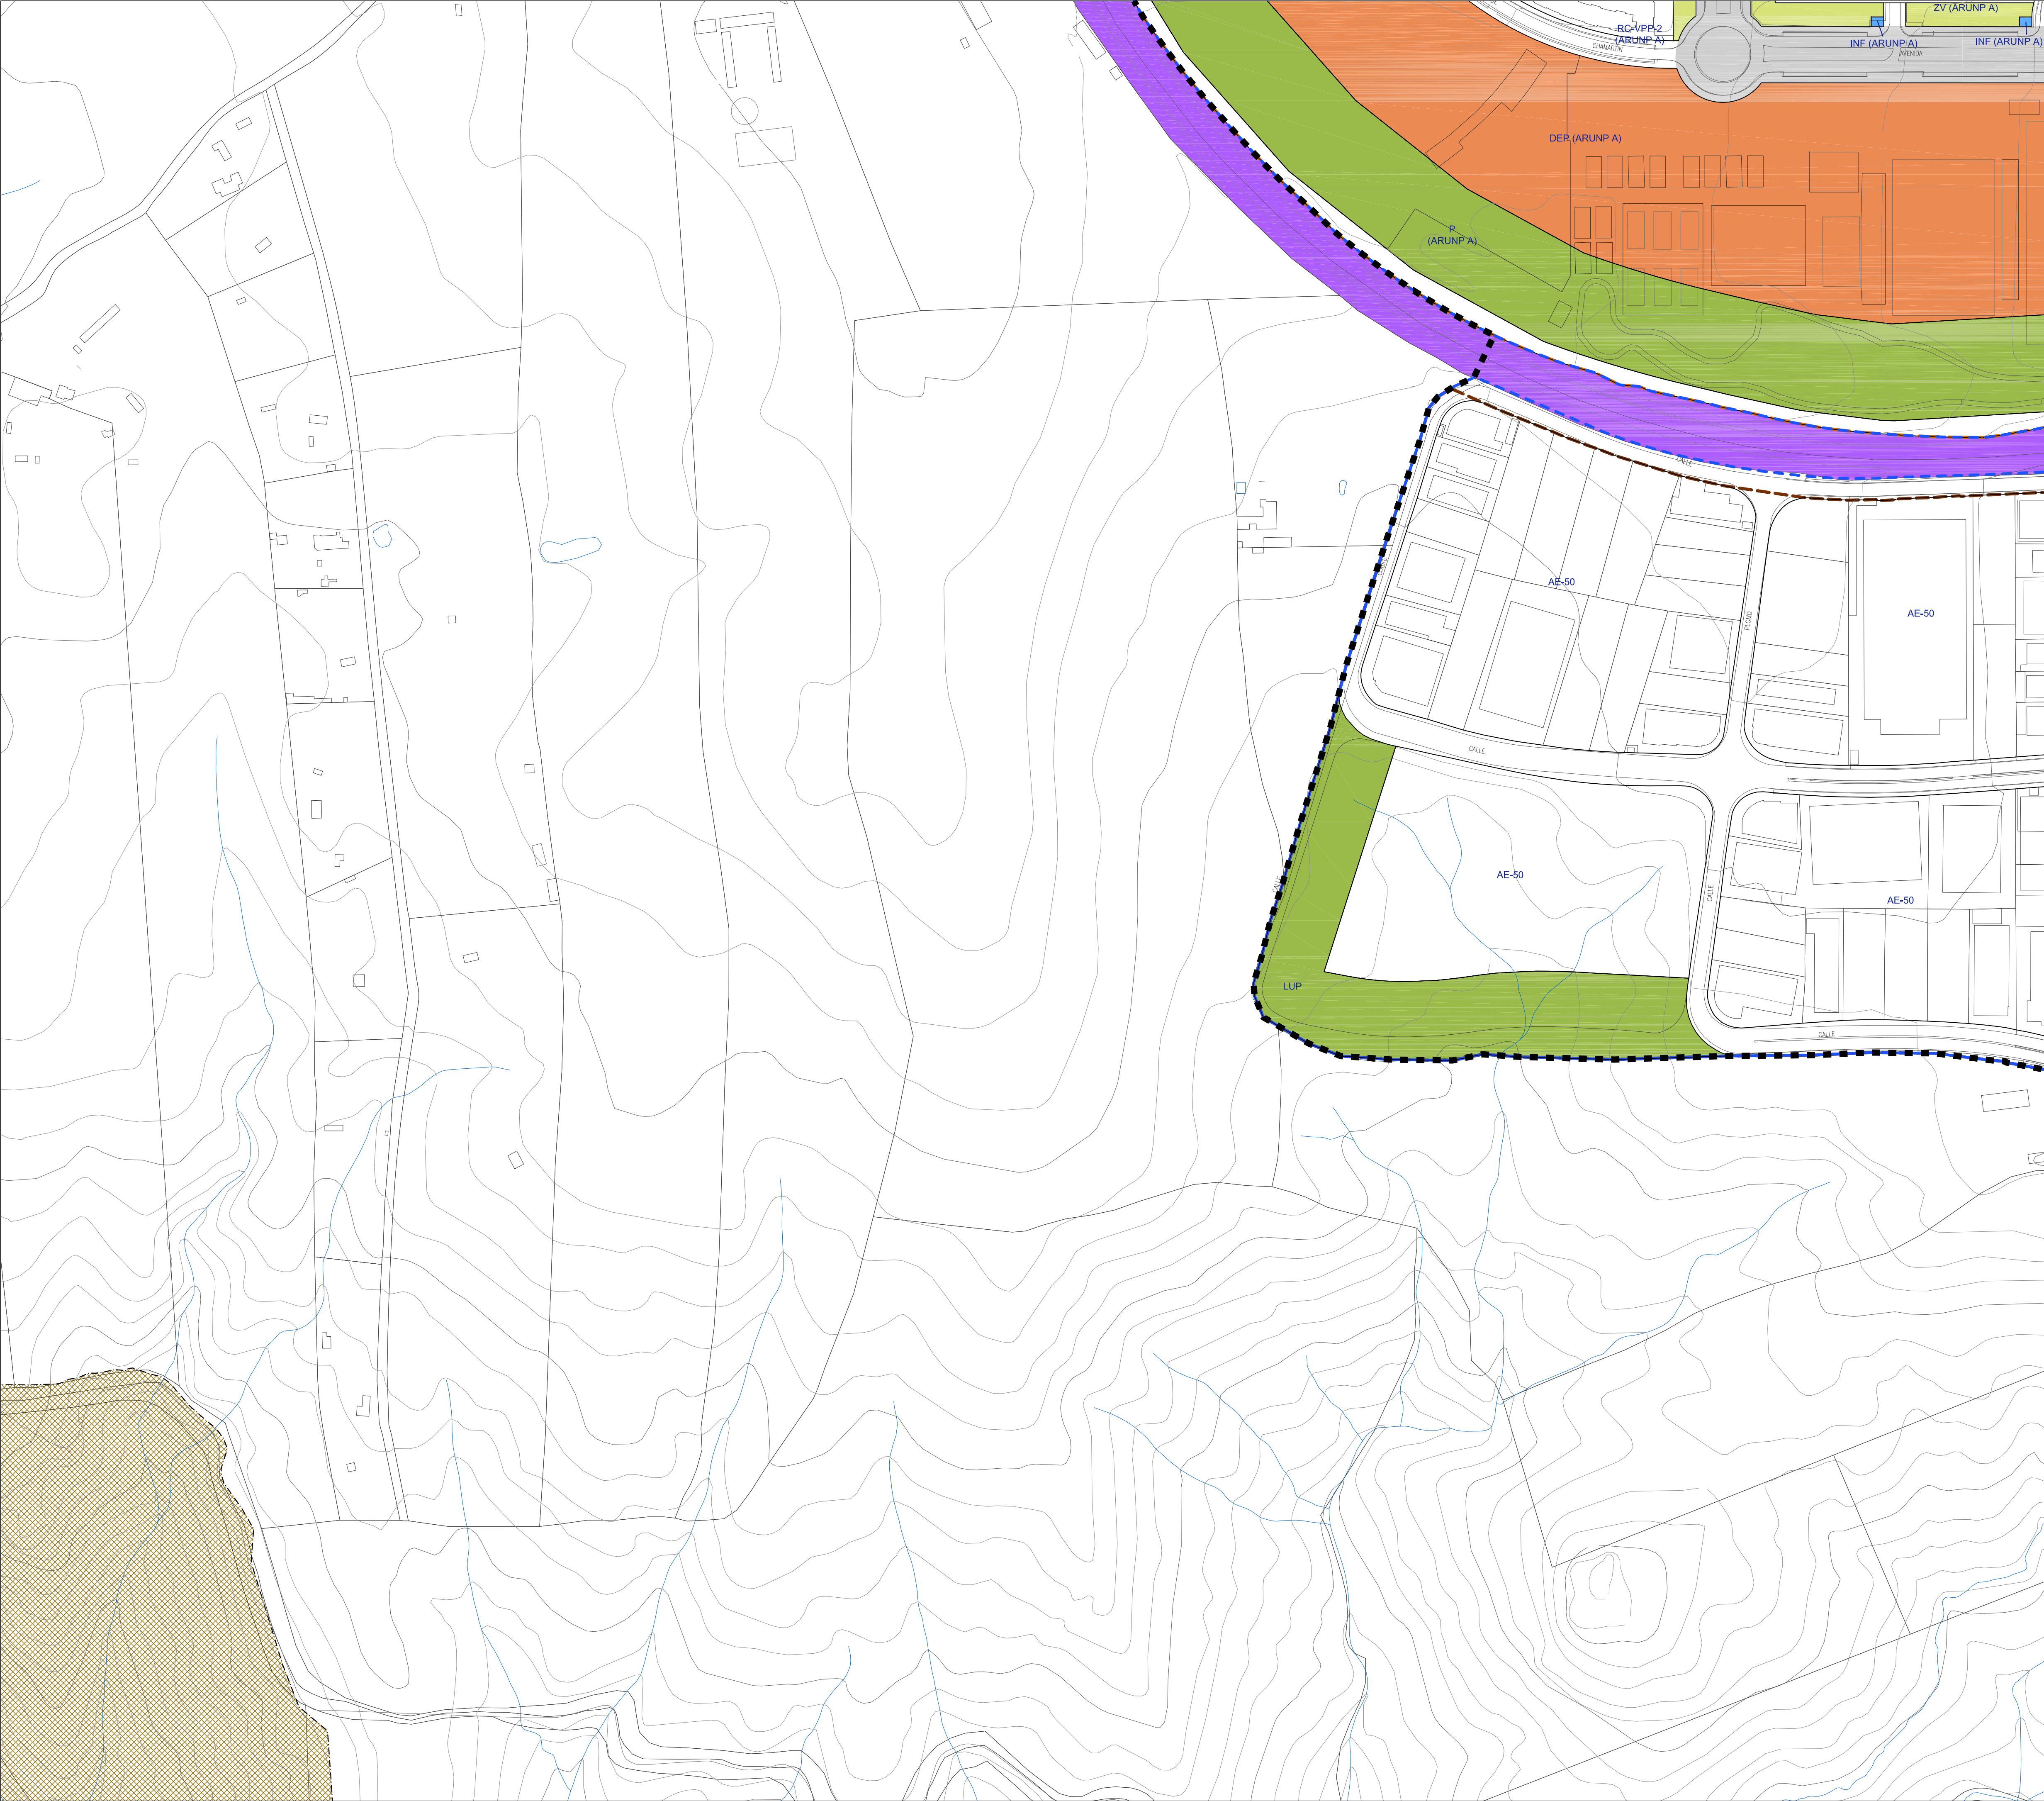 ZV (ARUNP A)
RC-VPP-2
(ARUNP A)
INF (ARUNP A)
INF (ARUNP A)
CHAMARTIN
AVENIDA
DEP (ARUNP A)
P
(ARUNP A)
CALLE
AE-50
PLOMO
AE-50
CALLE
AE-50
CALLE
CALLE
AE-50
LUP
CALLE